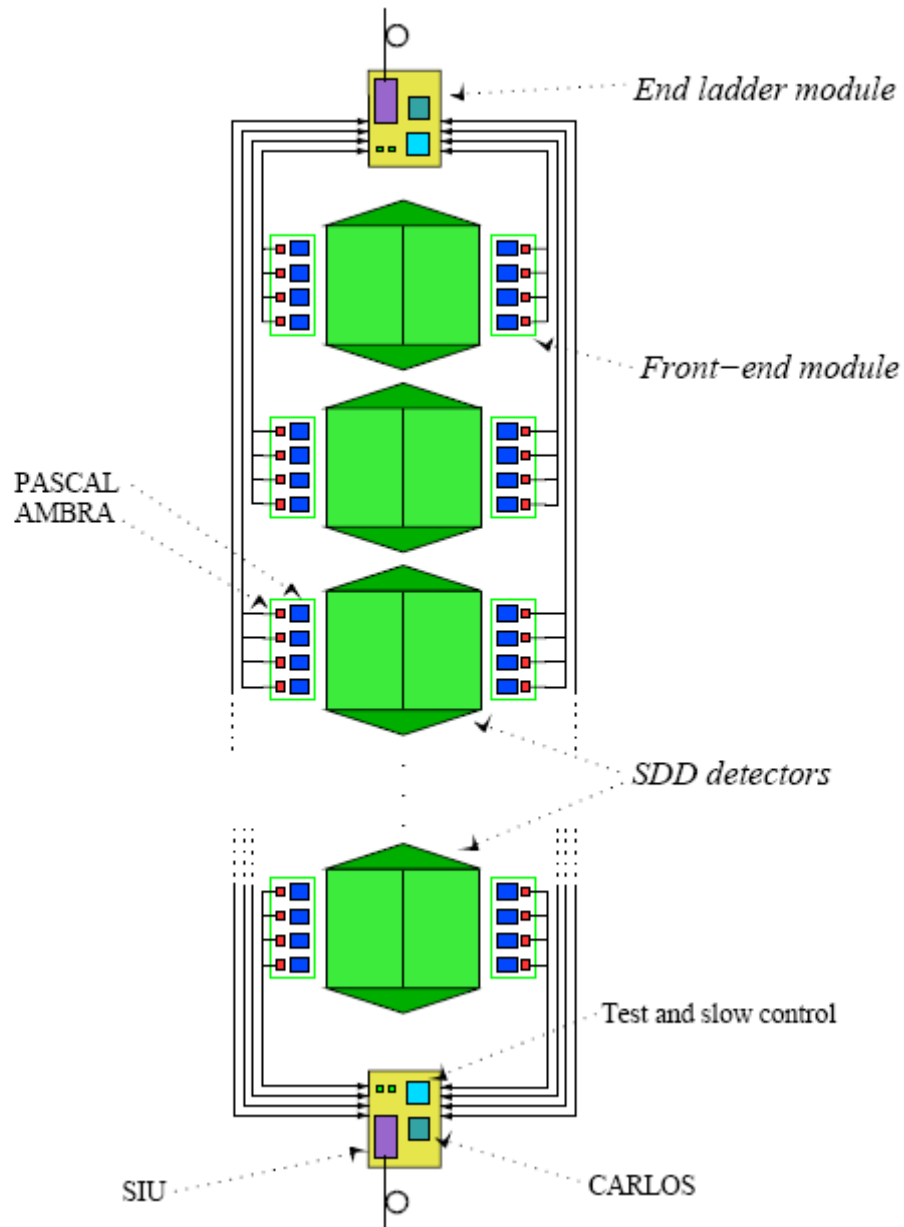 End ladder module
Front−end module
PASCAL
AMBRA
SDD detectors
Test and slow control
SIU
CARLOS